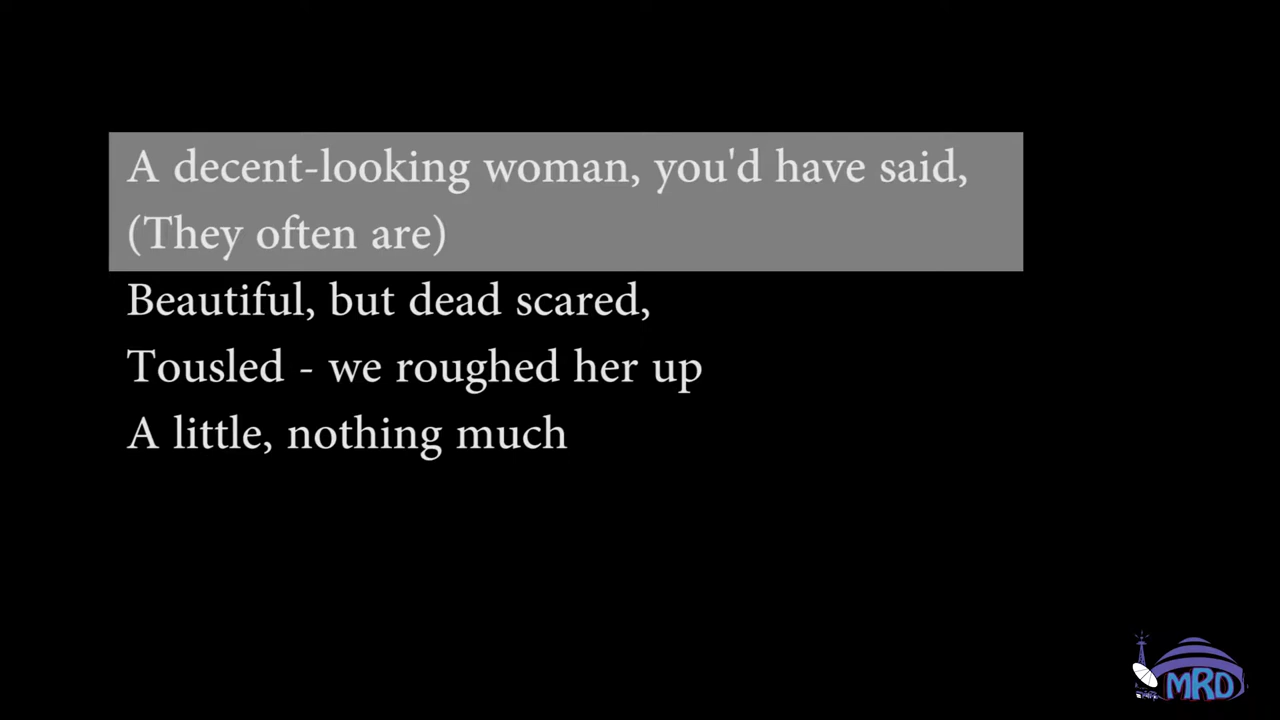 A decent-looking woman, you'd have said,
(They often are)
Beautiful, but dead scared,
Tousled - we roughed her up
A little, nothing much
MRD